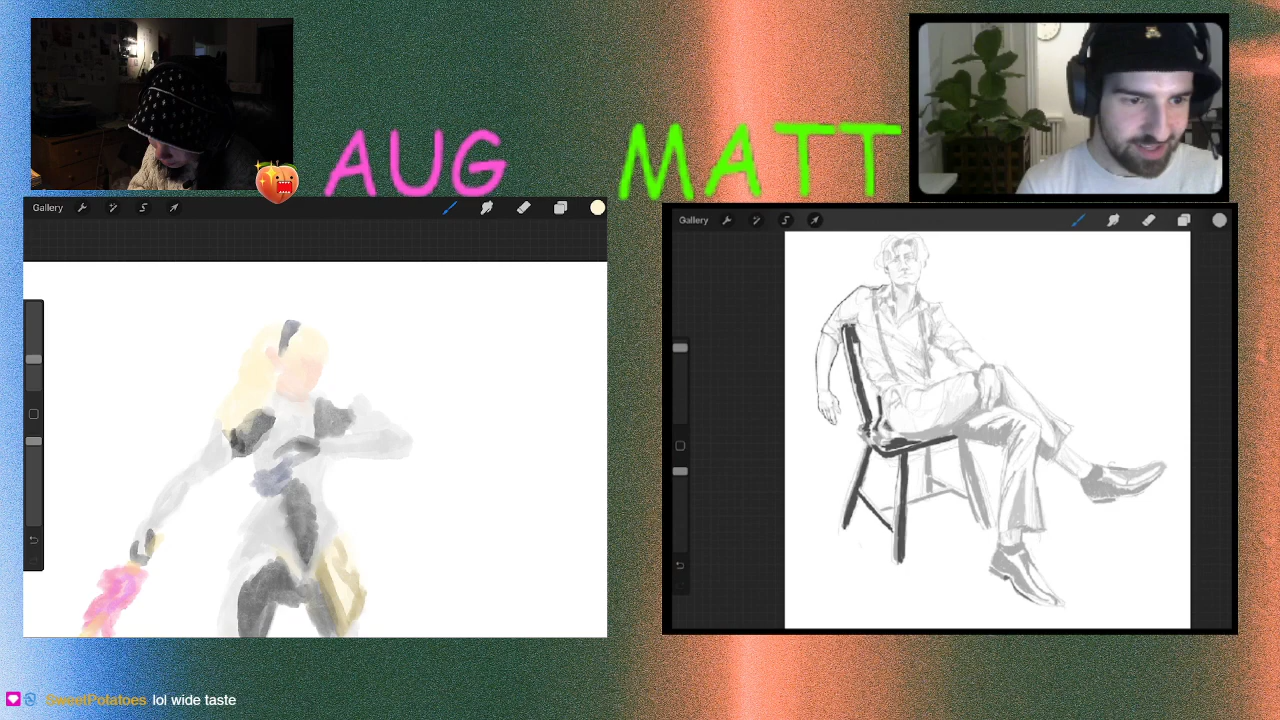 AUG
MATT
Gallery
Gallery
SweetPotatoes lol wide taste